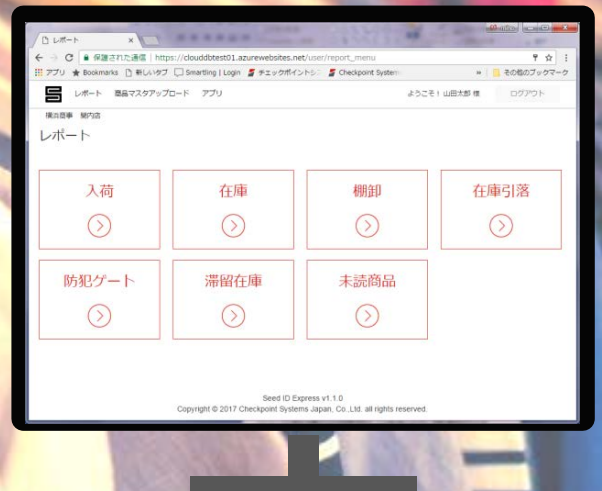 レポート
保護された通信 | https://clouddbtest01.azurewebsites.net/user/report_menu
アプリ Bookmarks 新しいタブ Smartling | Login チェックポイントシ Checkpoint System » その他のブックマーク
レポート 商品マスタアップロード アプリ ようこそ! 山田太郎 様 ログアウト
横浜商事 関内店
レポート
入荷 在庫 棚卸 在庫引落
防犯ゲート 滞留在庫 未読商品
Seed ID Express v1.1.0
Copyright © 2017 Checkpoint Systems Japan, Co.,Ltd. all rights reserved.